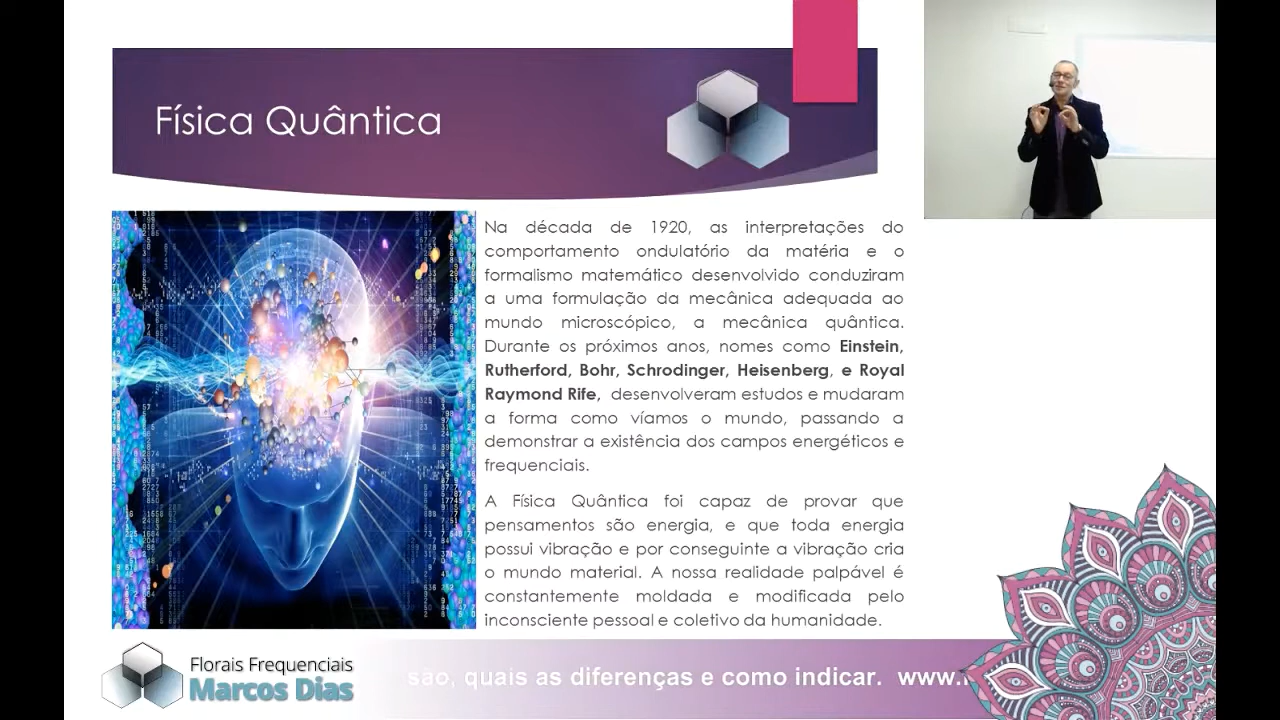 Física Quântica
Na década de 1920, as interpretações do
comportamento ondulatório da matéria e o
formalismo matemático desenvolvido conduziram
a uma formulação da mecânica adequada ao
mundo microscópico, a mecânica quântica.
Durante os próximos anos, nomes como Einstein,
Rutherford, Bohr, Schrodinger, Heisenberg, e Royal
Raymond Rife, desenvolveram estudos e mudaram
a forma como víamos o mundo, passando a
demonstrar a existência dos campos energéticos e
frequenciais.
A Física Quântica foi capaz de provar que
pensamentos são energia, e que toda energia
possui vibração e por conseguinte a vibração cria
o mundo material. A nossa realidade palpável é
constantemente moldada e modificada pelo
inconsciente pessoal e coletivo da humanidade.
Florais Frequenciais
Marcos Dias
são, quais as diferenças e como indicar. www.